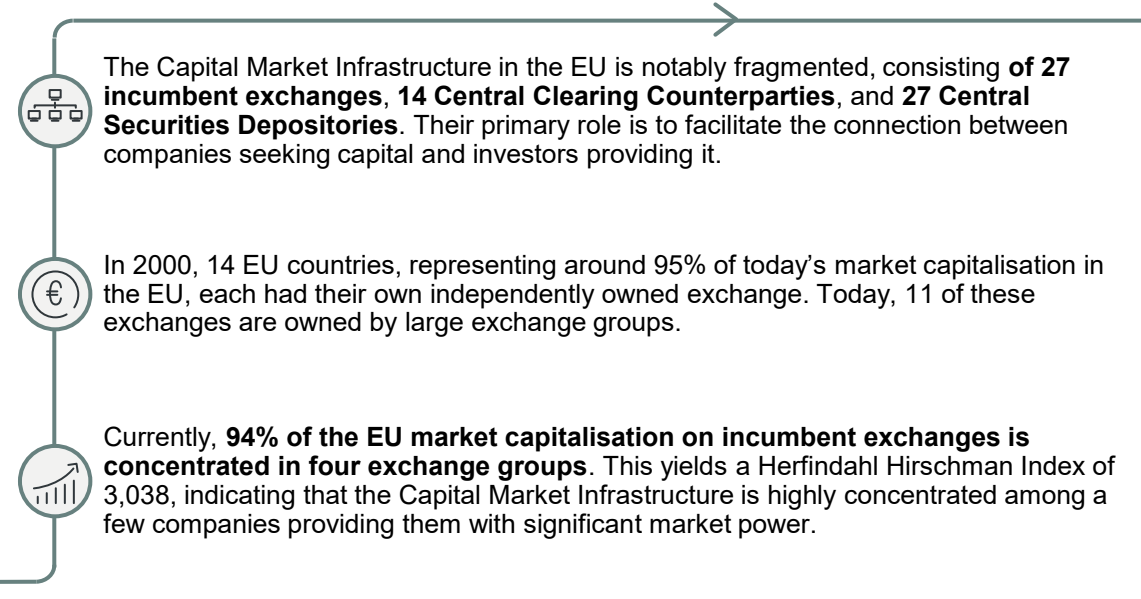 The Capital Market Infrastructure in the EU is notably fragmented, consisting of 27
incumbent exchanges, 14 Central Clearing Counterparties, and 27 Central
Securities Depositories. Their primary role is to facilitate the connection between
companies seeking capital and investors providing it.
In 2000, 14 EU countries, representing around 95% of today’s market capitalisation in
the EU, each had their own independently owned exchange. Today, 11 of these
exchanges are owned by large exchange groups.
Currently, 94% of the EU market capitalisation on incumbent exchanges is
concentrated in four exchange groups. This yields a Herfindahl Hirschman Index of
3,038, indicating that the Capital Market Infrastructure is highly concentrated among a
few companies providing them with significant market power.